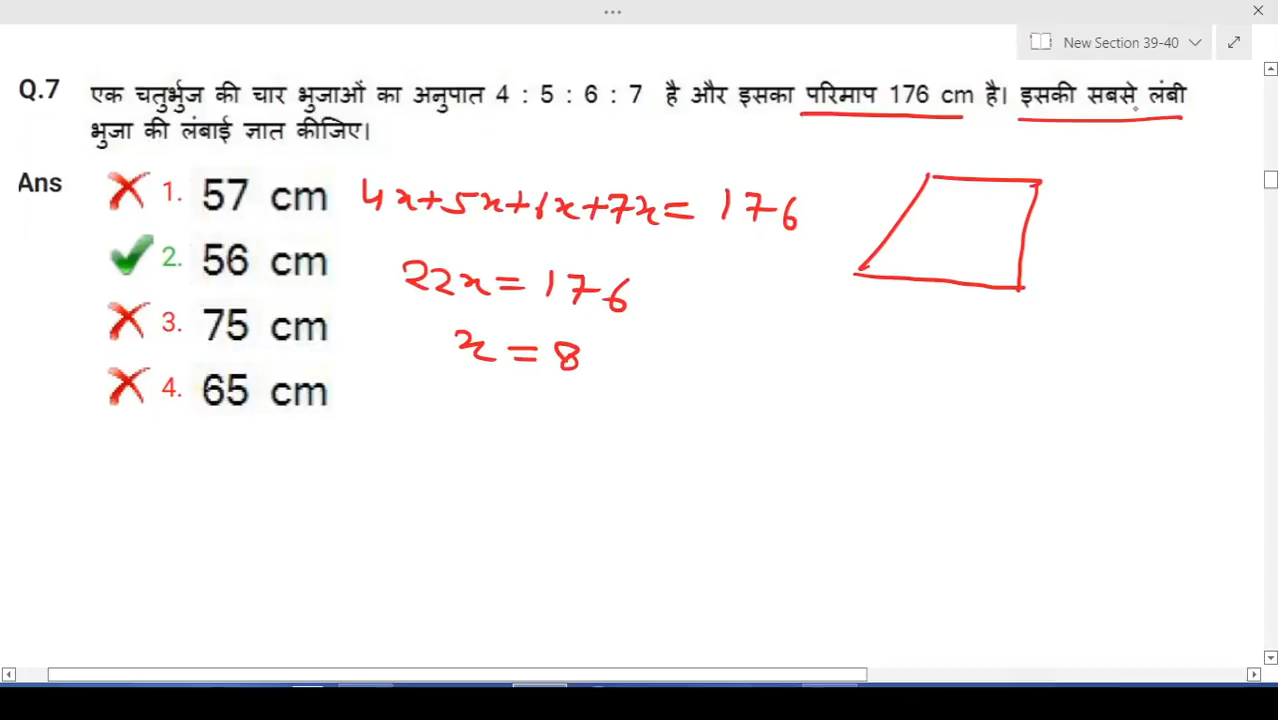 New Section 39-40
Q.7 एक चतुर्भुज की चार भुजाओं का अनुपात 4 : 5 : 6 : 7 है और इसका परिमाप 176 cm है। इसकी सबसे लंबी
भुजा की लंबाई ज्ञात कीजिए।
Ans 1. 57 cm
2. 56 cm
3. 75 cm
4. 65 cm
4x+5x+6x+7x= 176
22x= 176
x = 8